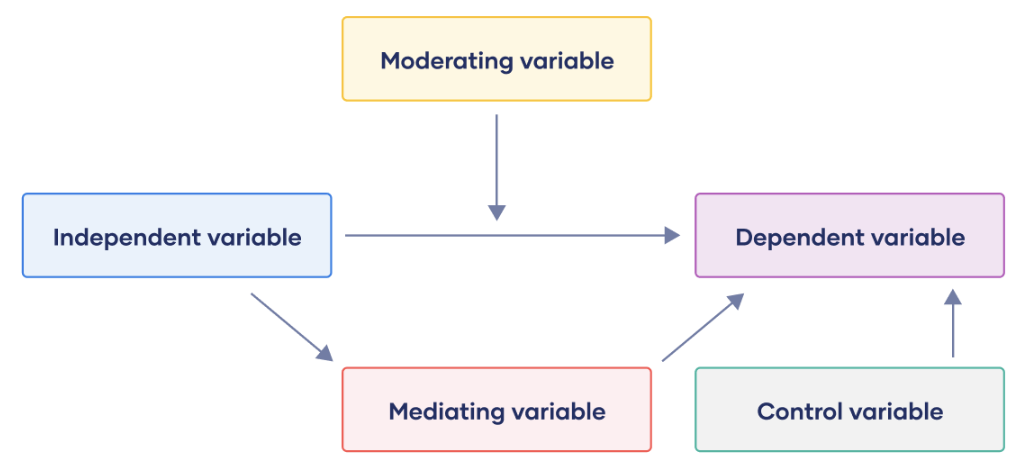 Moderating variable
Independent variable
Dependent variable
Mediating variable
Control variable